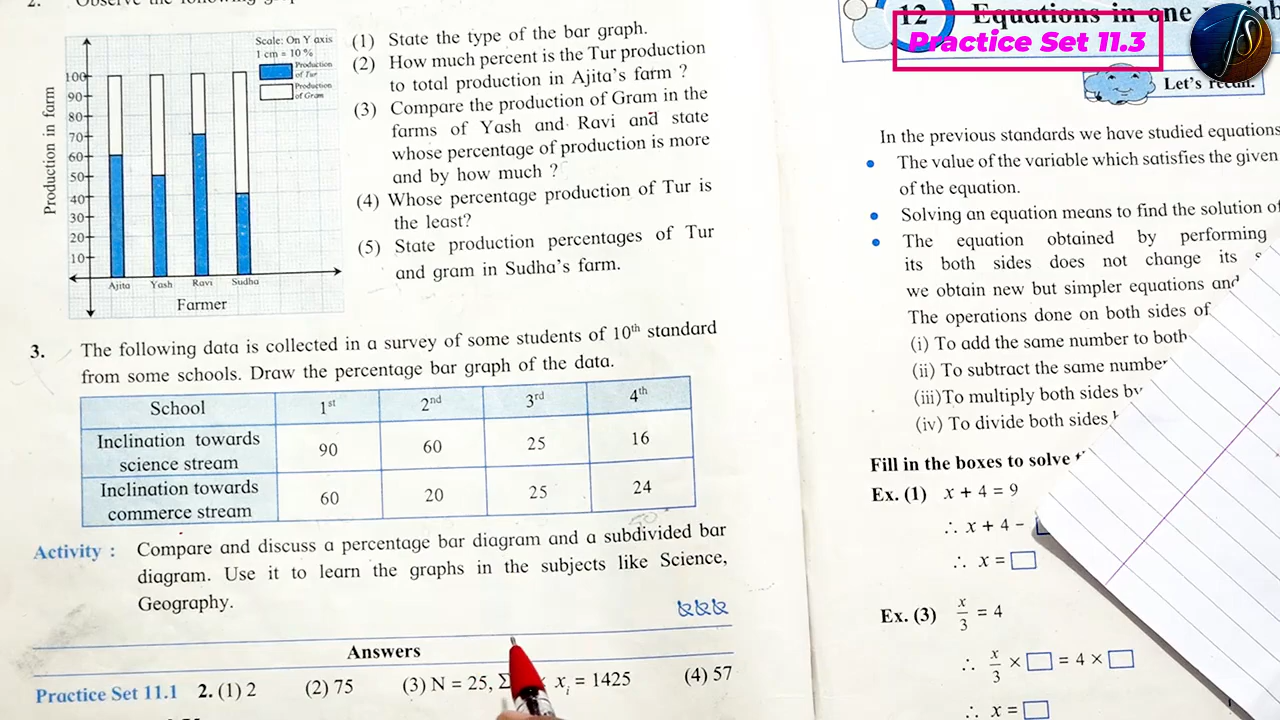 2. Observe the following
Scale: On Y axis
1 cm = 10 %
Production
of Tur
Production
of Gram
Production in farm
100
90
80
70
60
50
40
30
20
10
Ajita Yash Ravi Sudha
Farmer
(1) State the type of the bar graph.
(2) How much percent is the Tur production
to total production in Ajita's farm ?
(3) Compare the production of Gram in the
farms of Yash and Ravi and state
whose percentage of production is more
and by how much ?
(4) Whose percentage production of Tur is
the least?
(5) State production percentages of Tur
and gram in Sudha's farm.
3. The following data is collected in a survey of some students of 10th standard
from some schools. Draw the percentage bar graph of the data.
School 1st 2nd 3rd 4th
Inclination towards
science stream 90 60 25 16
Inclination towards
commerce stream 60 20 25 24
Activity : Compare and discuss a percentage bar diagram and a subdivided bar
diagram. Use it to learn the graphs in the subjects like Science,
Geography.
Answers
Practice Set 11.1 2. (1) 2 (2) 75 (3) N = 25, xi = 1425 (4) 57
12 Equations in one
Practice Set 11.3
Let's recall.
In the previous standards we have studied equations
• The value of the variable which satisfies the given
of the equation.
• Solving an equation means to find the solution of
• The equation obtained by performing
its both sides does not change its
we obtain new but simpler equations and
The operations done on both sides of
(i) To add the same number to both
(ii) To subtract the same number
(iii)To multiply both sides by
(iv) To divide both sides
Fill in the boxes to solve
Ex. (1) x + 4 = 9
∴ x + 4 −
∴ x = □
Ex. (3) x/3 = 4
∴ x/3 × □ = 4 × □
∴ x = □